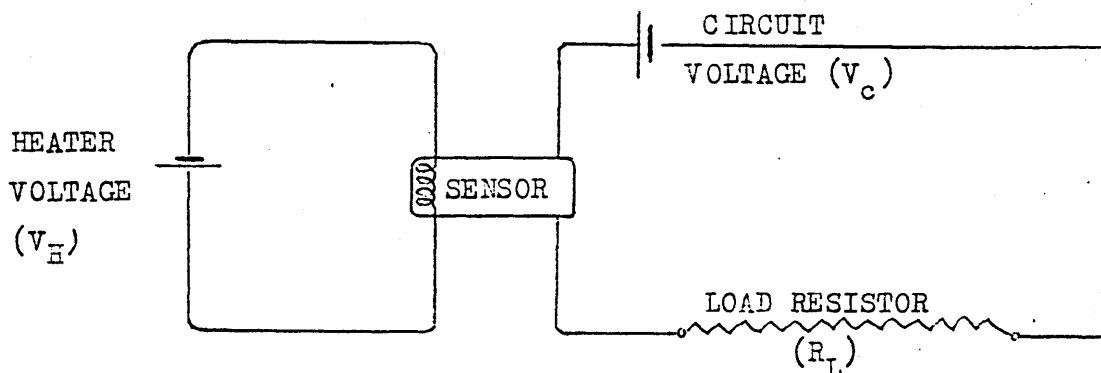 CIRCUIT
VOLTAGE (V_c)
HEATER
VOLTAGE
(V_H)
SENSOR
LOAD RESISTOR
(R_L)